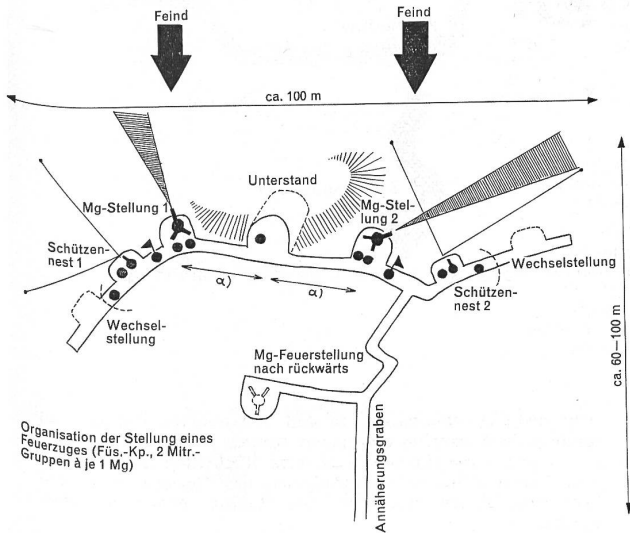 Feind
Feind
ca. 100 m
Unterstand
Mg-Stellung 1
Mg-Stel-
lung 2
Schützen-
nest 1
Wechselstellung
Schützen-
nest 2
Wechsel-
stellung
α)
α)
ca. 60—100 m
Mg-Feuerstellung
nach rückwärts
Organisation der Stellung eines
Feuerzuges (Füs.-Kp., 2 Mitr.-
Gruppen à je 1 Mg)
Annäherungsgraben